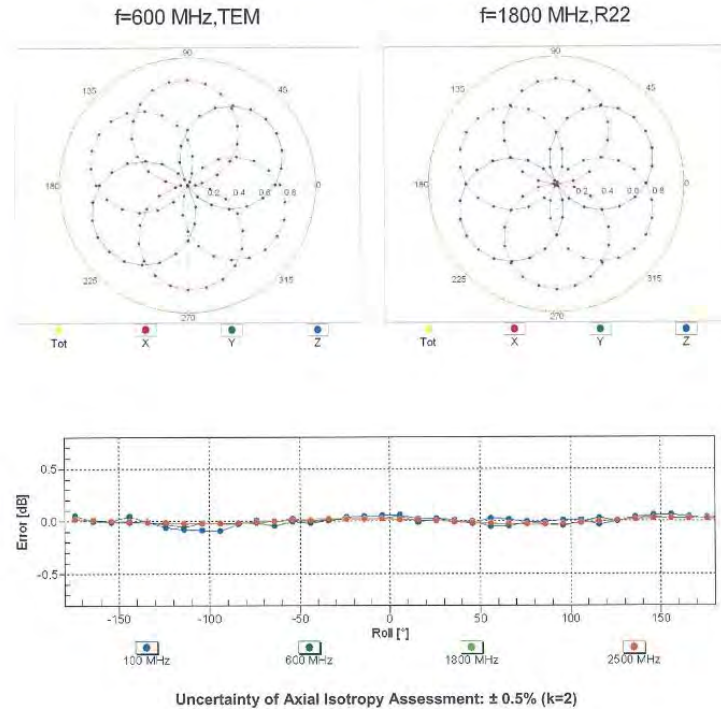 f=600 MHz,TEM
f=1800 MHz,R22
90
135
45
180
0.2 0.4 0.6 0.8
0
225
315
270
Tot X Y Z
90
135
45
180
0.2 0.4 0.6 0.8
0
225
315
270
Tot X Y Z
Error [dB]
0.5
0.0
-0.5
-150 -100 -50 0 50 100 150
Roll [°]
100 MHz 600 MHz 1800 MHz 2500 MHz
Uncertainty of Axial Isotropy Assessment: ± 0.5% (k=2)